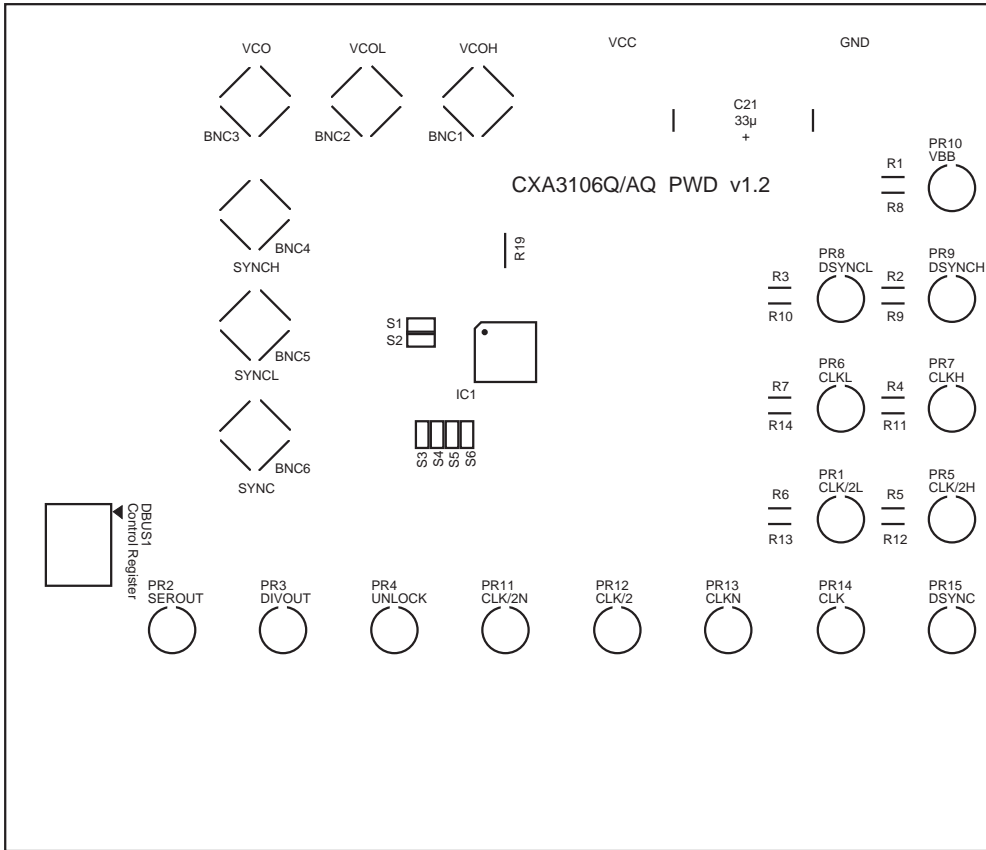 VCO
VCOL
VCOH
VCC
GND
BNC3
BNC2
BNC1
C21
33μ
+
CXA3106Q/AQ PWD v1.2
R1
R8
PR10
VBB
BNC4
SYNCH
R19
R3
R10
PR8
DSYNCL
R2
R9
PR9
DSYNCH
S1
S2
BNC5
SYNCL
IC1
R7
R14
PR6
CLKL
R4
R11
PR7
CLKH
BNC6
SYNC
S3
S4
S5
S6
R6
R13
PR1
CLK/2L
R5
R12
PR5
CLK/2H
DBUS1
Control Register
PR2
SEROUT
PR3
DIVOUT
PR4
UNLOCK
PR11
CLK/2N
PR12
CLK/2
PR13
CLKN
PR14
CLK
PR15
DSYNC